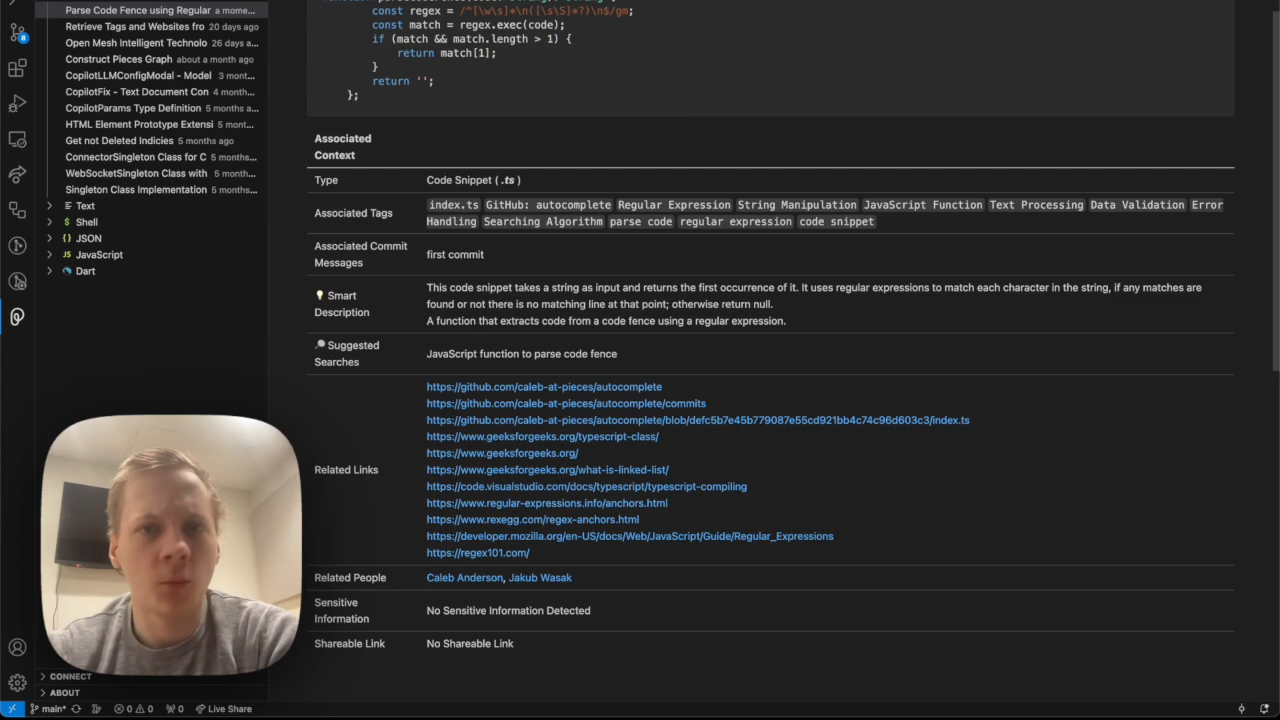 Parse Code Fence using Regular a mome...
Retrieve Tags and Websites fro 20 days ago
Open Mesh Intelligent Technolo 26 days a...
Construct Pieces Graph about a month ago
CopilotLLMConfigModal - Model 3 mont...
CopilotFix - Text Document Con 4 month...
CopilotParams Type Definition 5 months a...
HTML Element Prototype Extensi 5 mont...
Get not Deleted Indicies 5 months ago
ConnectorSingleton Class for C 5 months...
WebSocketSingleton Class with 5 month...
Singleton Class Implementation 5 months...
Text
$ Shell
{} JSON
JS JavaScript
Dart
CONNECT
ABOUT
const regex = /^[\w\s]*\n([\s\S]*?)\n$/gm;
const match = regex.exec(code);
if (match && match.length > 1) {
return match[1];
}
return '';
};
Associated
Context
Type Code Snippet ( .ts )
Associated Tags index.ts GitHub: autocomplete Regular Expression String Manipulation JavaScript Function Text Processing Data Validation Error
Handling Searching Algorithm parse code regular expression code snippet
Associated Commit
Messages first commit
💡 Smart
Description
This code snippet takes a string as input and returns the first occurrence of it. It uses regular expressions to match each character in the string, if any matches are
found or not there is no matching line at that point; otherwise return null.
A function that extracts code from a code fence using a regular expression.
🔎 Suggested
Searches JavaScript function to parse code fence
Related Links
https://github.com/caleb-at-pieces/autocomplete
https://github.com/caleb-at-pieces/autocomplete/commits
https://github.com/caleb-at-pieces/autocomplete/blob/defc5b7e45b779087e55cd921bb4c74c96d603c3/index.ts
https://www.geeksforgeeks.org/typescript-class/
https://www.geeksforgeeks.org/
https://www.geeksforgeeks.org/what-is-linked-list/
https://code.visualstudio.com/docs/typescript/typescript-compiling
https://www.regular-expressions.info/anchors.html
https://www.rexegg.com/regex-anchors.html
https://developer.mozilla.org/en-US/docs/Web/JavaScript/Guide/Regular_Expressions
https://regex101.com/
Related People Caleb Anderson, Jakub Wasak
Sensitive
Information No Sensitive Information Detected
Shareable Link No Shareable Link
main* 0 0 0 Live Share